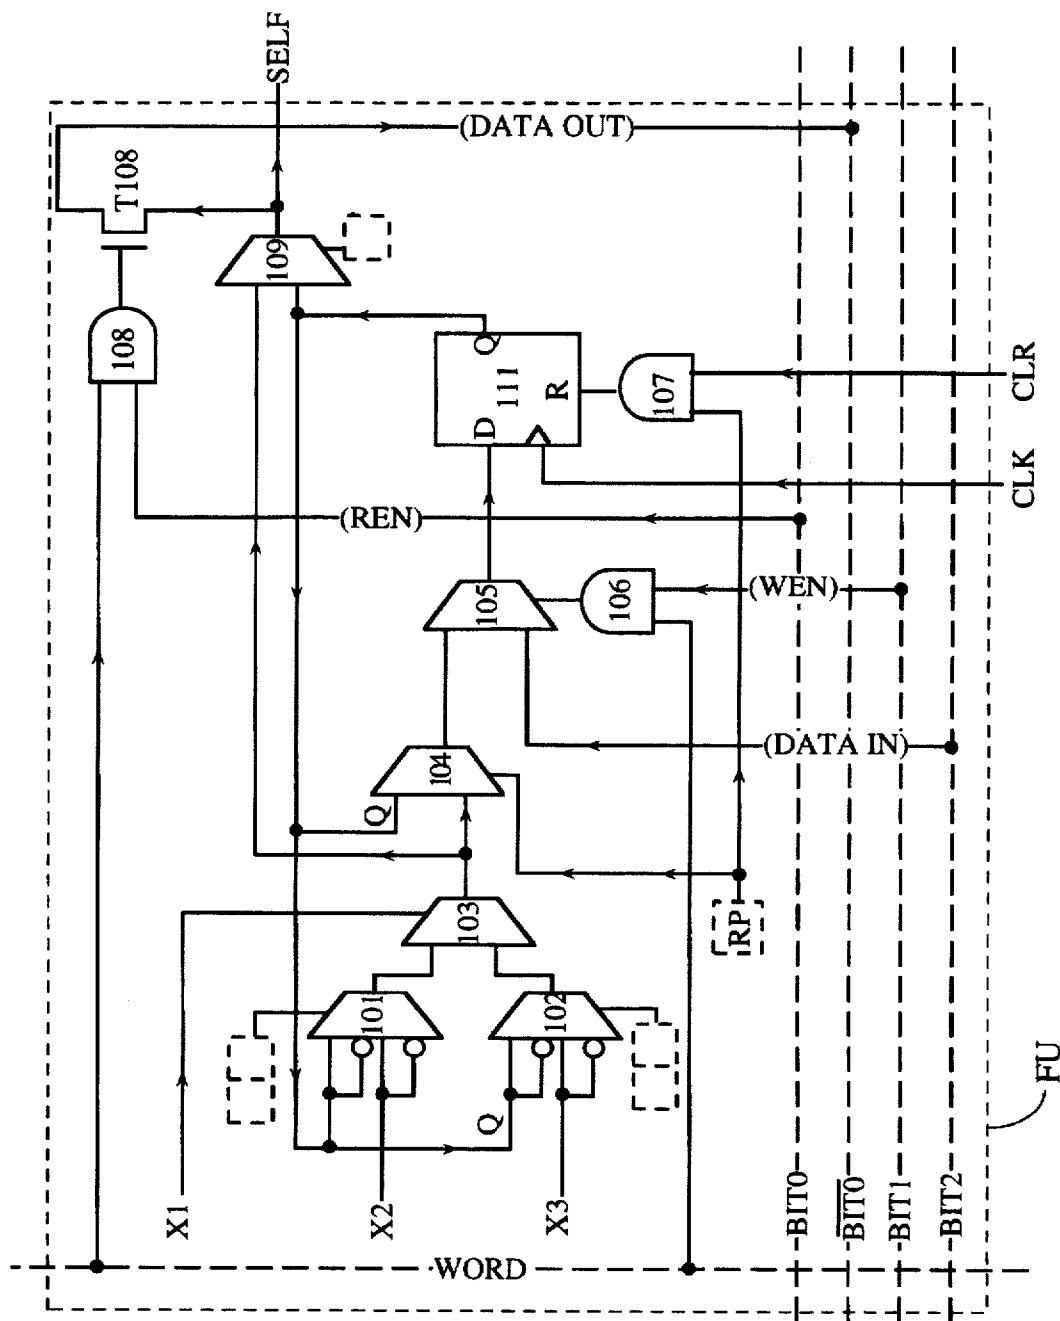 SELF
(DATA OUT)
T108
109
108
Q
111
D
R
107
CLR
CLK
(REN)
105
106
(WEN)
(DATA IN)
104
Q
103
RP
101
102
Q
X1
X2
X3
BIT0
BIT0
BIT1
BIT2
WORD
FU